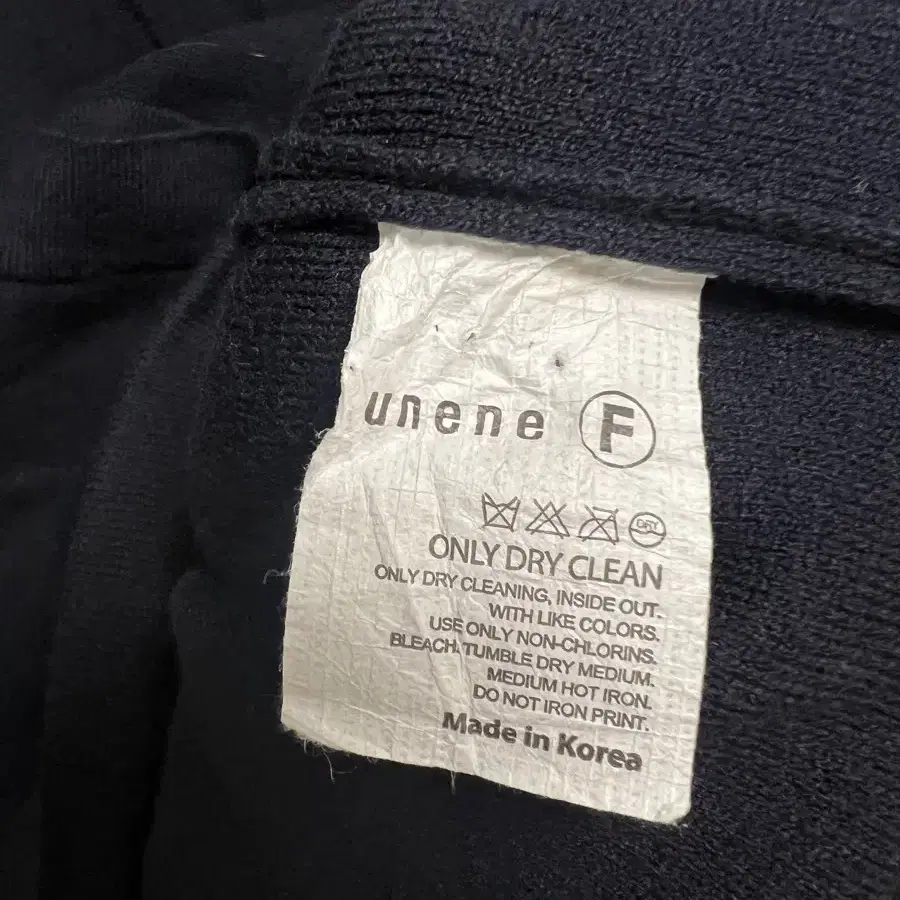 unene F
DRY
ONLY DRY CLEAN
ONLY DRY CLEANING, INSIDE OUT.
WITH LIKE COLORS.
USE ONLY NON-CHLORINS.
BLEACH. TUMBLE DRY MEDIUM.
MEDIUM HOT IRON.
DO NOT IRON PRINT.
Made in Korea